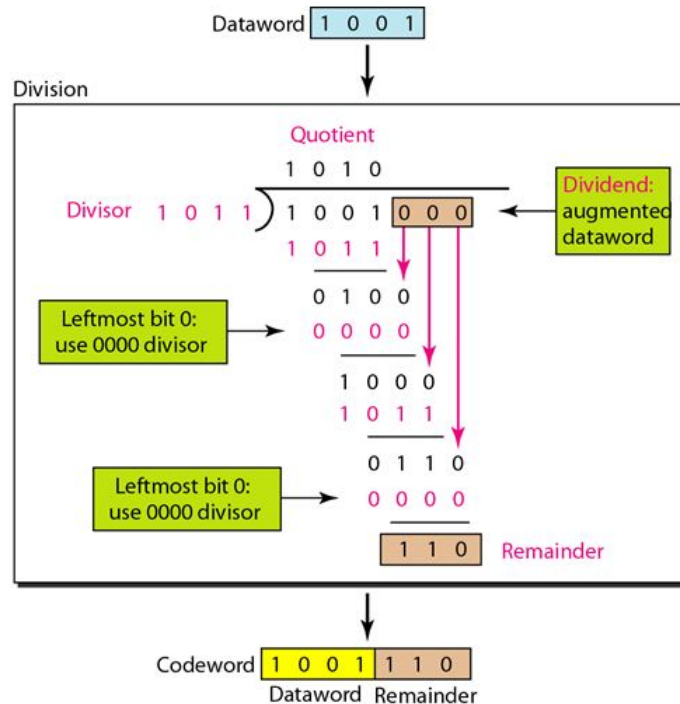 Dataword 1 0 0 1
Division
Quotient
1 0 1 0
Divisor 1 0 1 1 1 0 0 1 0 0 0
Dividend:
augmented
dataword
1 0 1 1
0 1 0 0
Leftmost bit 0:
use 0000 divisor
0 0 0 0
1 0 0 0
1 0 1 1
0 1 1 0
Leftmost bit 0:
use 0000 divisor
0 0 0 0
1 1 0 Remainder
Codeword 1 0 0 1 1 1 0
Dataword Remainder